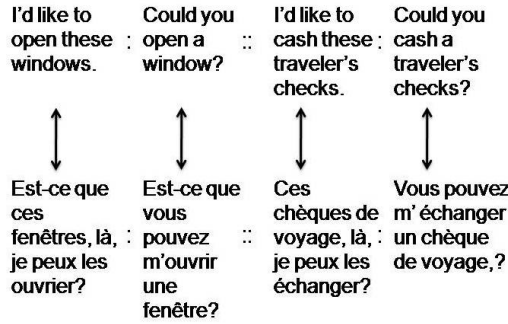 I'd like to
open these
windows.
:
Could you
open a
window?
::
I'd like to
cash these
traveler's
checks.
:
Could you
cash a
traveler's
checks?
Est-ce que
ces
fenêtres, là,
je peux les
ouvrier?
:
Est-ce que
vous
pouvez
m'ouvrir
une
fenêtre?
::
Ces
chèques de
voyage, là,
je peux les
échanger?
:
Vous pouvez
m' échanger
un chèque
de voyage,?